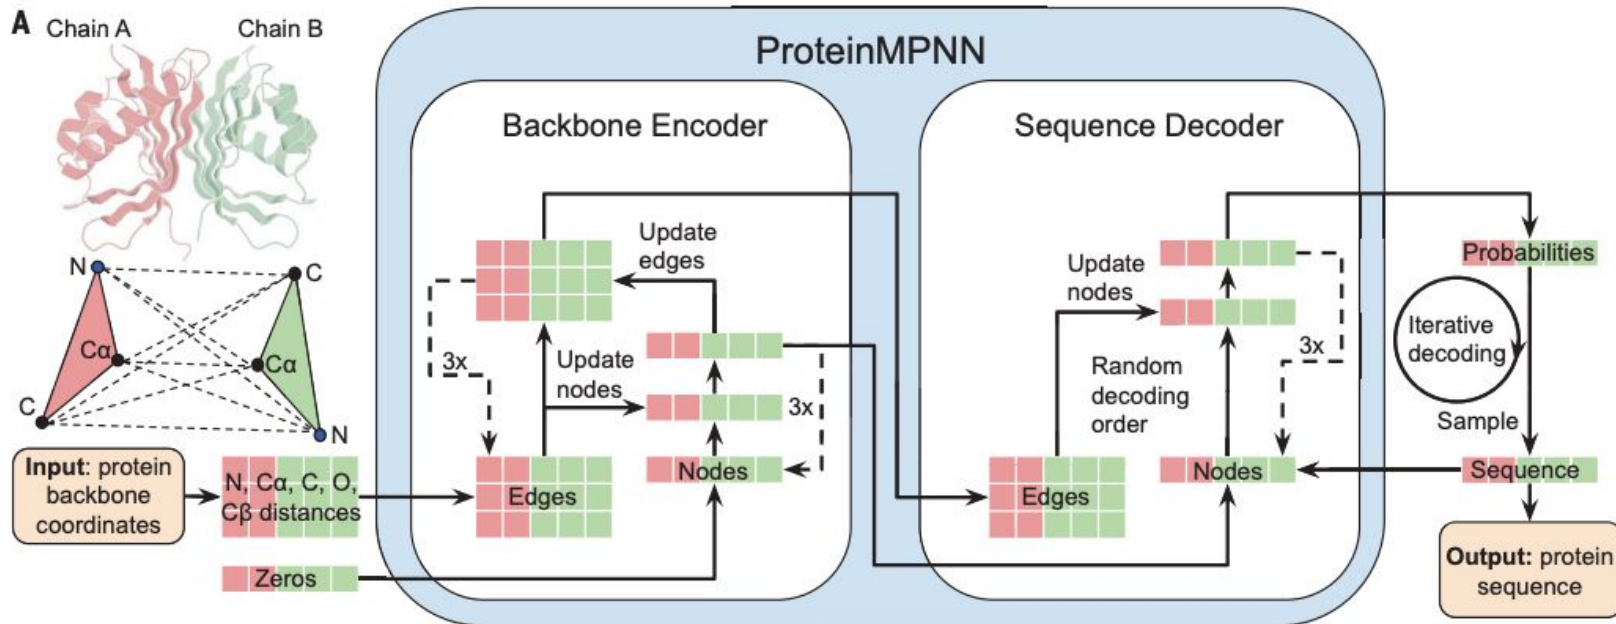 A
Chain A
Chain B
N
C
Cα
Cα
C
N
Input: protein
backbone
coordinates
N, Cα, C, O,
Cβ distances
Zeros
ProteinMPNN
Backbone Encoder
Update
edges
3x
Update
nodes
3x
Edges
Nodes
Sequence Decoder
Update
nodes
Random
decoding
order
3x
Edges
Nodes
Probabilities
Iterative
decoding
Sample
Sequence
Output: protein
sequence